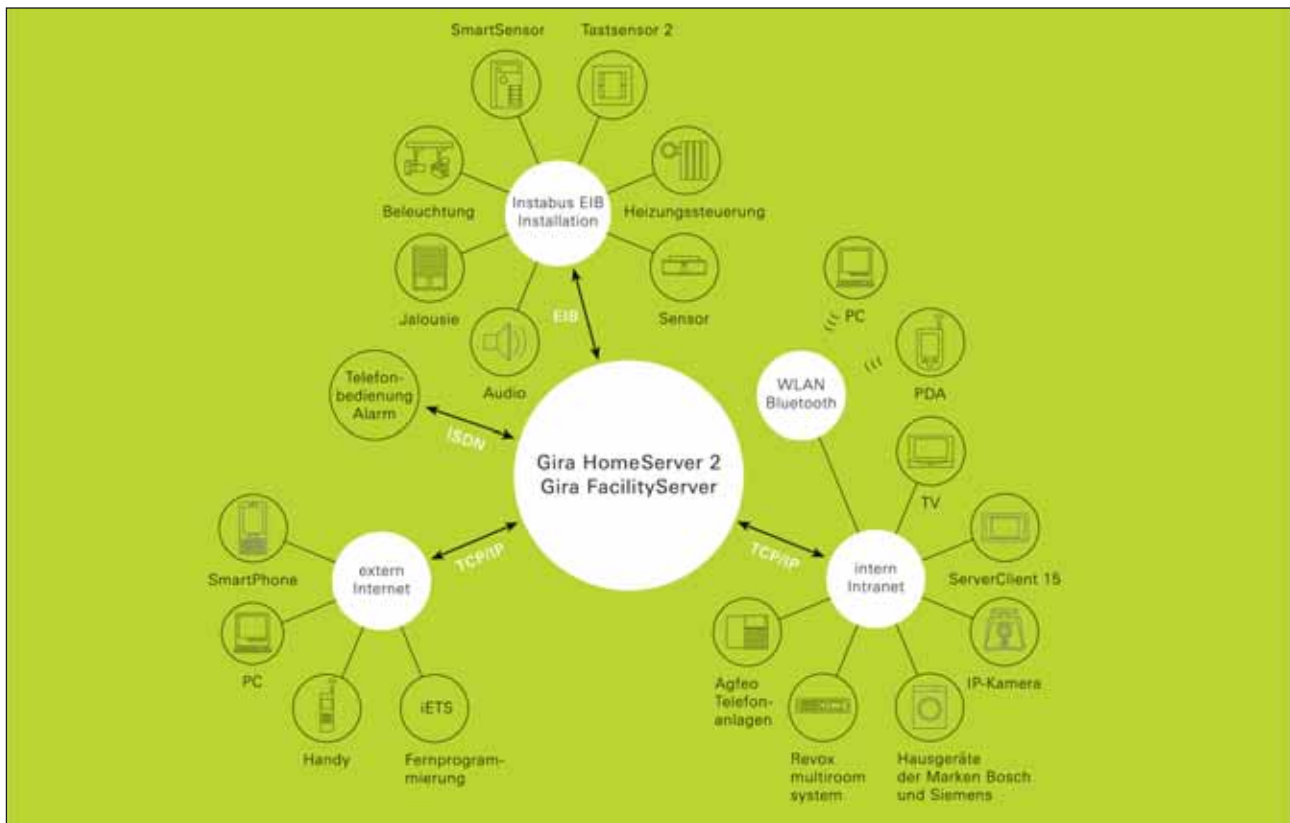 SmartSensor
Tastsensor 2
Beleuchtung
Instabus EIB
Installation
Heizungssteuerung
Jalousie
EIB
Sensor
Audio
PC
PDA
WLAN
Bluetooth
TV
Telefon-
bedienung
Alarm
ISDN
Gira HomeServer 2
Gira FacilityServer
SmartPhone
extern
Internet
TCP/IP
TCP/IP
intern
Intranet
ServerClient 15
PC
Handy
iETS
Fernprogram-
mierung
Agfeo
Telefon-
anlagen
IP-Kamera
Revox
multiroom
system
Hausgeräte
der Marken Bosch
und Siemens